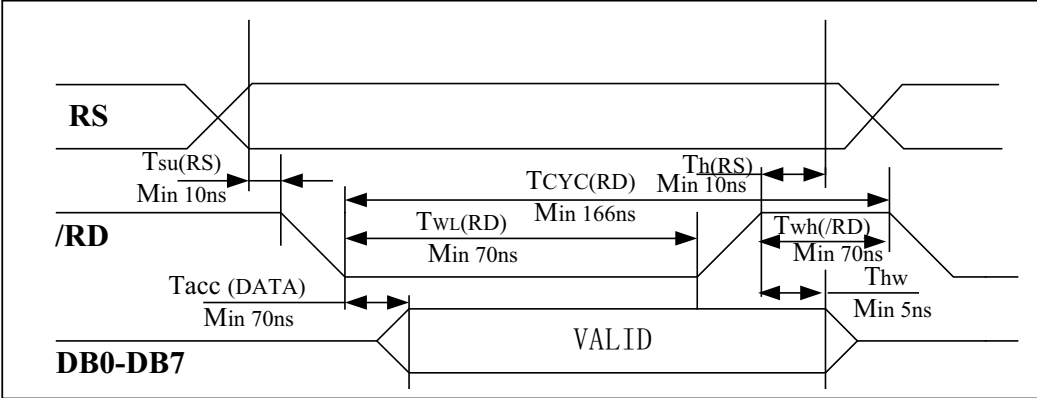 RS
Tsu(RS)
Min 10ns
Th(RS)
Min 10ns
TCYC(RD)
Min 166ns
/RD
TWL(RD)
Min 70ns
Twh(/RD)
Min 70ns
Tacc (DATA)
Min 70ns
Thw
Min 5ns
VALID
DB0-DB7